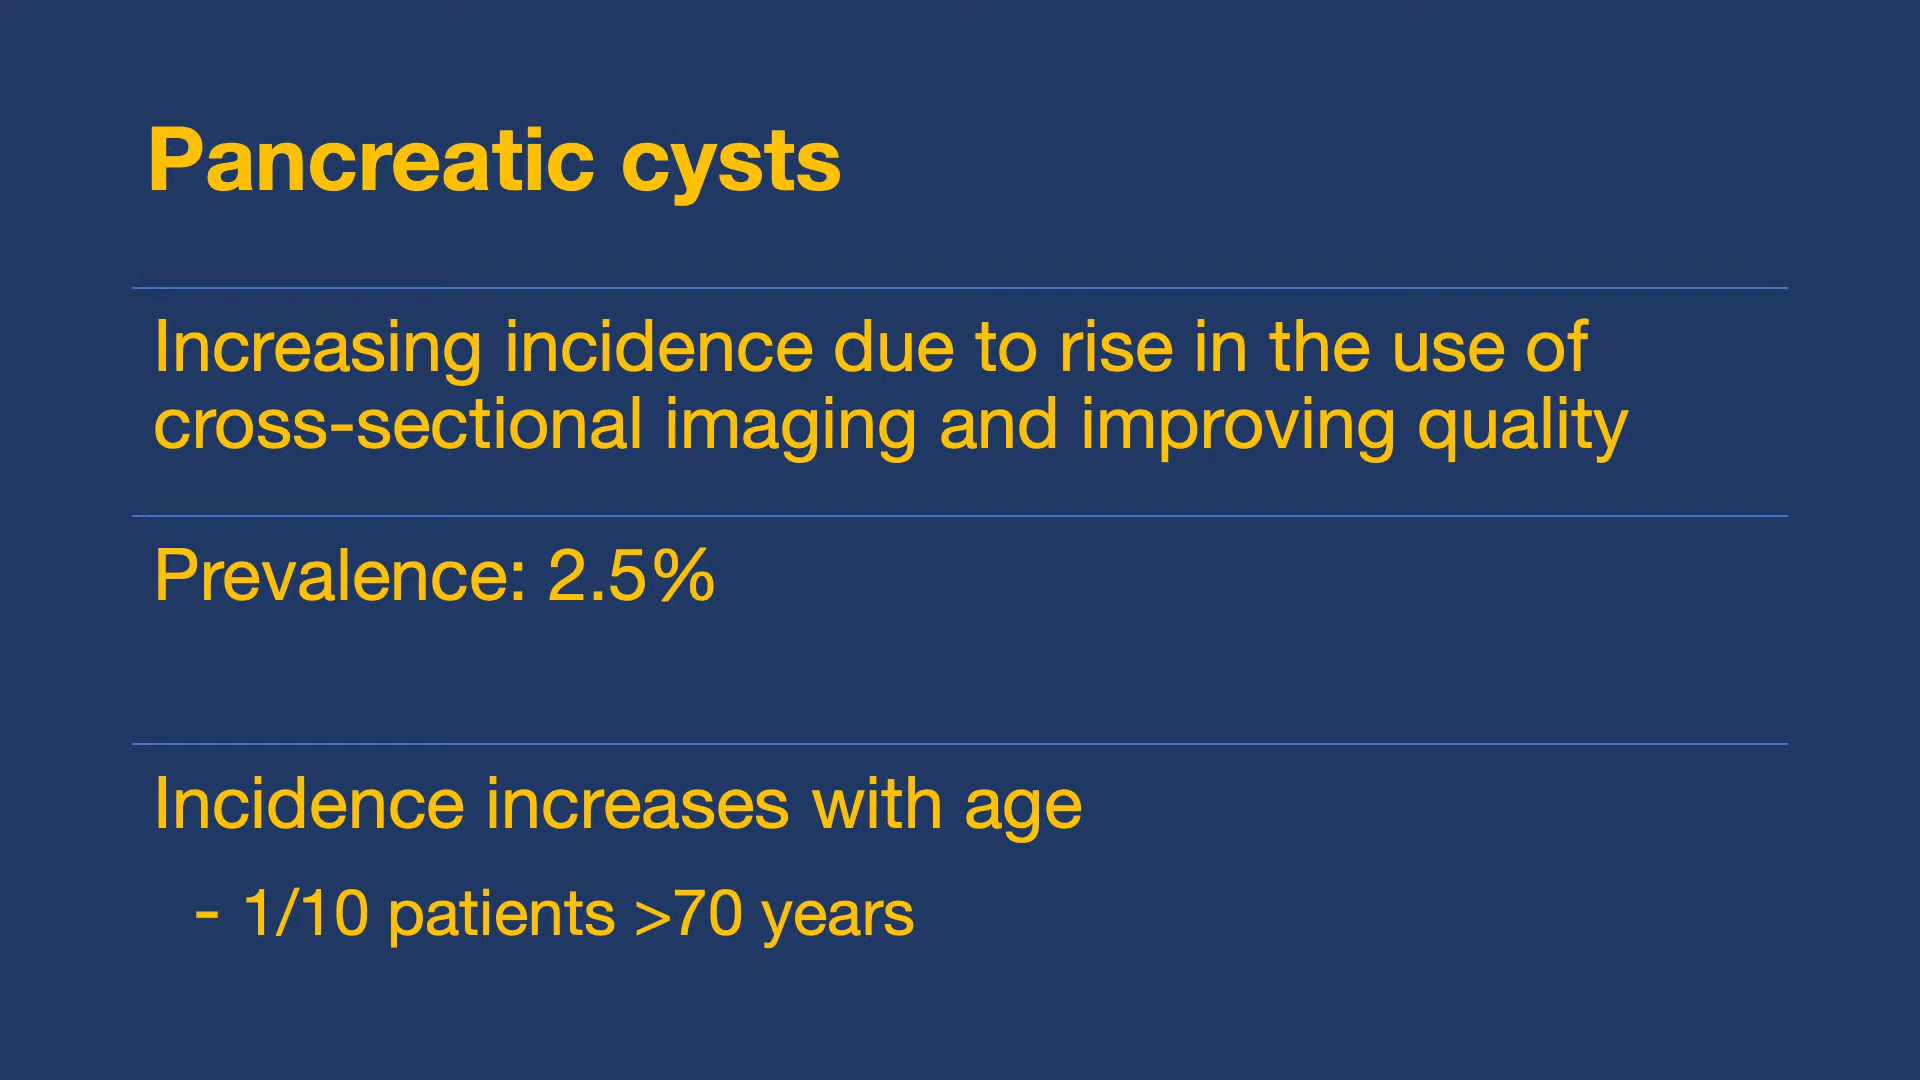 Pancreatic cysts
Increasing incidence due to rise in the use of
cross-sectional imaging and improving quality
Prevalence: 2.5%
Incidence increases with age
- 1/10 patients >70 years